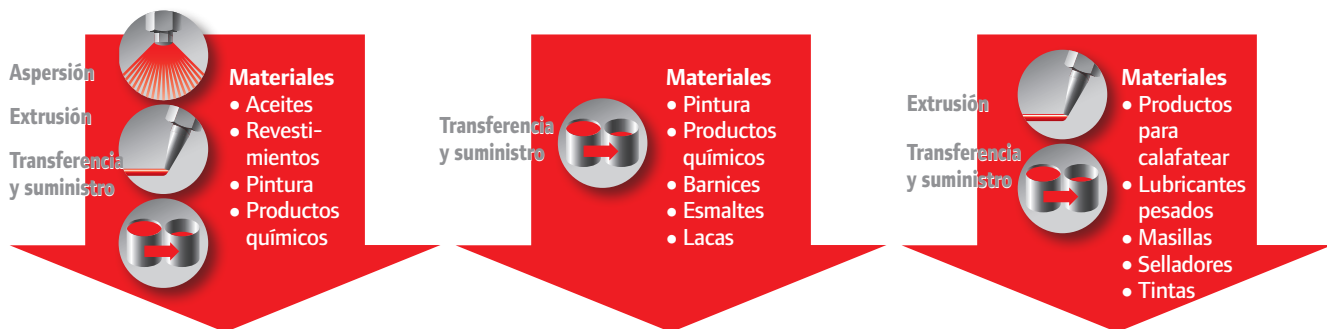 Aspersión
Extrusión
Transferencia
y suministro
Materiales
● Aceites
● Revesti-
mientos
● Pintura
● Productos
químicos
Transferencia
y suministro
Materiales
● Pintura
● Productos
químicos
● Barnices
● Esmaltes
● Lacas
Extrusión
Transferencia
y suministro
Materiales
● Productos
para
calafatear
● Lubricantes
pesados
● Masillas
● Selladores
● Tintas